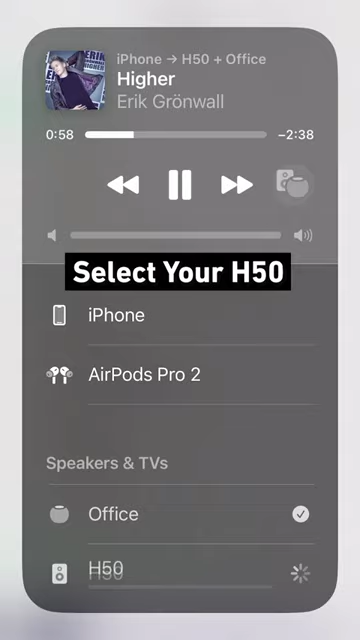 iPhone → H50 + Office
Higher
Erik Grönwall
0:58
−2:38
Select Your H50
iPhone
AirPods Pro 2
Speakers & TVs
Office
H50